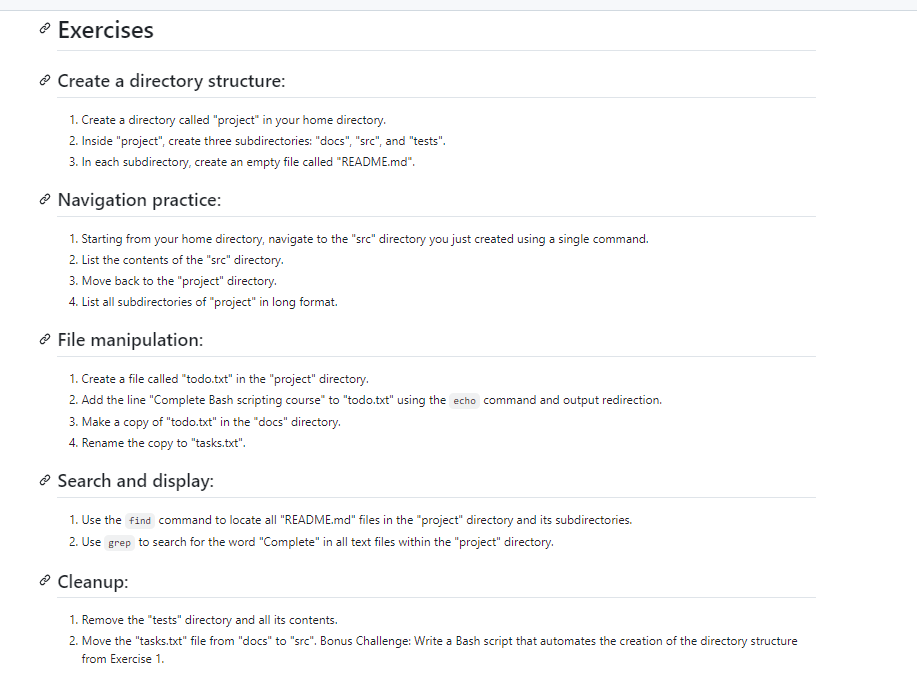 Exercises
Create a directory structure:
1. Create a directory called "project" in your home directory.
2. Inside "project", create three subdirectories: "docs", "src", and "tests".
3. In each subdirectory, create an empty file called "README.md".
Navigation practice:
1. Starting from your home directory, navigate to the "src" directory you just created using a single command.
2. List the contents of the "src" directory.
3. Move back to the "project" directory.
4. List all subdirectories of "project" in long format.
File manipulation:
1. Create a file called "todo.txt" in the "project" directory.
2. Add the line "Complete Bash scripting course" to "todo.txt" using the echo command and output redirection.
3. Make a copy of "todo.txt" in the "docs" directory.
4. Rename the copy to "tasks.txt".
Search and display:
1. Use the find command to locate all "README.md" files in the "project" directory and its subdirectories.
2. Use grep to search for the word "Complete" in all text files within the "project" directory.
Cleanup:
1. Remove the "tests" directory and all its contents.
2. Move the "tasks.txt" file from "docs" to "src". Bonus Challenge: Write a Bash script that automates the creation of the directory structure
from Exercise 1.